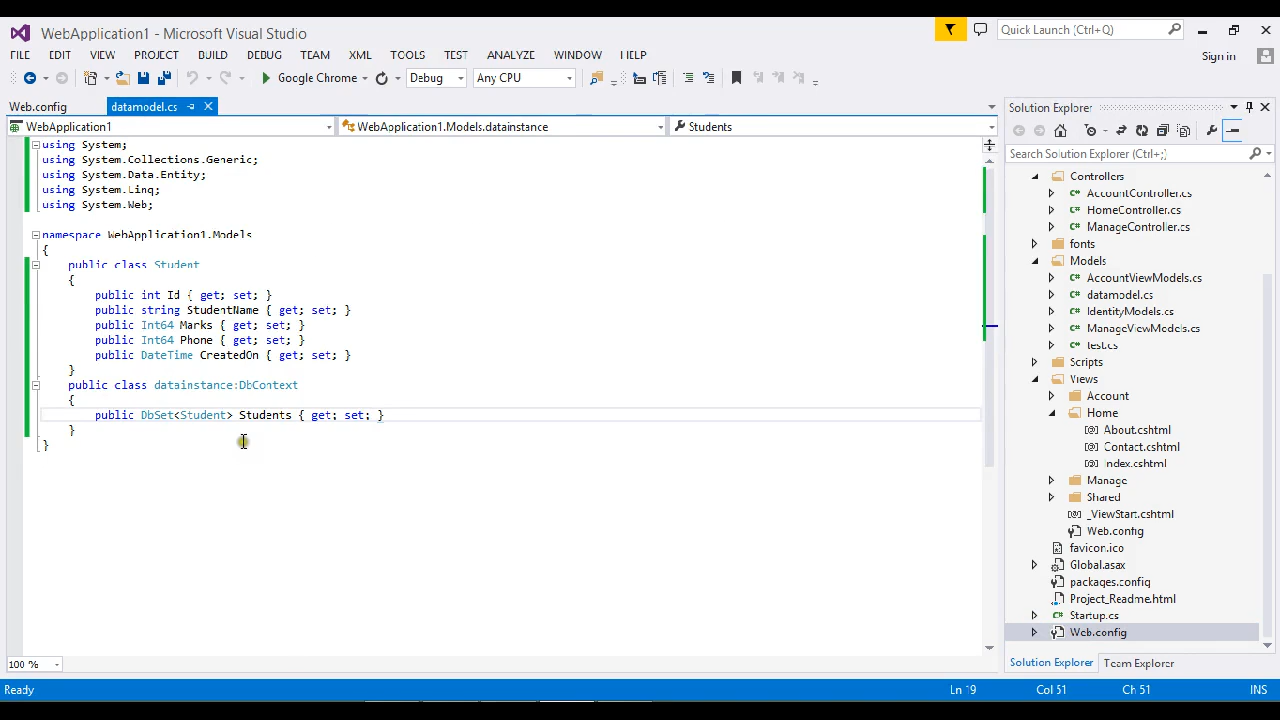 WebApplication1 - Microsoft Visual Studio
Quick Launch (Ctrl+Q)
FILE EDIT VIEW PROJECT BUILD DEBUG TEAM XML TOOLS TEST ANALYZE WINDOW HELP
Sign in
Google Chrome
Debug
Any CPU
Web.config
datamodel.cs
WebApplication1
WebApplication1.Models.datainstance
Students
using System;
using System.Collections.Generic;
using System.Data.Entity;
using System.Linq;
using System.Web;
namespace WebApplication1.Models
{
public class Student
{
public int Id { get; set; }
public string StudentName { get; set; }
public Int64 Marks { get; set; }
public Int64 Phone { get; set; }
public DateTime CreatedOn { get; set; }
}
public class datainstance:DbContext
{
public DbSet<Student> Students { get; set; }
}
}
100 %
Solution Explorer
Search Solution Explorer (Ctrl+;)
Controllers
AccountController.cs
HomeController.cs
ManageController.cs
fonts
Models
AccountViewModels.cs
datamodel.cs
IdentityModels.cs
ManageViewModels.cs
test.cs
Scripts
Views
Account
Home
About.cshtml
Contact.cshtml
Index.cshtml
Manage
Shared
_ViewStart.cshtml
Web.config
favicon.ico
Global.asax
packages.config
Project_Readme.html
Startup.cs
Web.config
Solution Explorer
Team Explorer
Ready
Ln 19
Col 51
Ch 51
INS